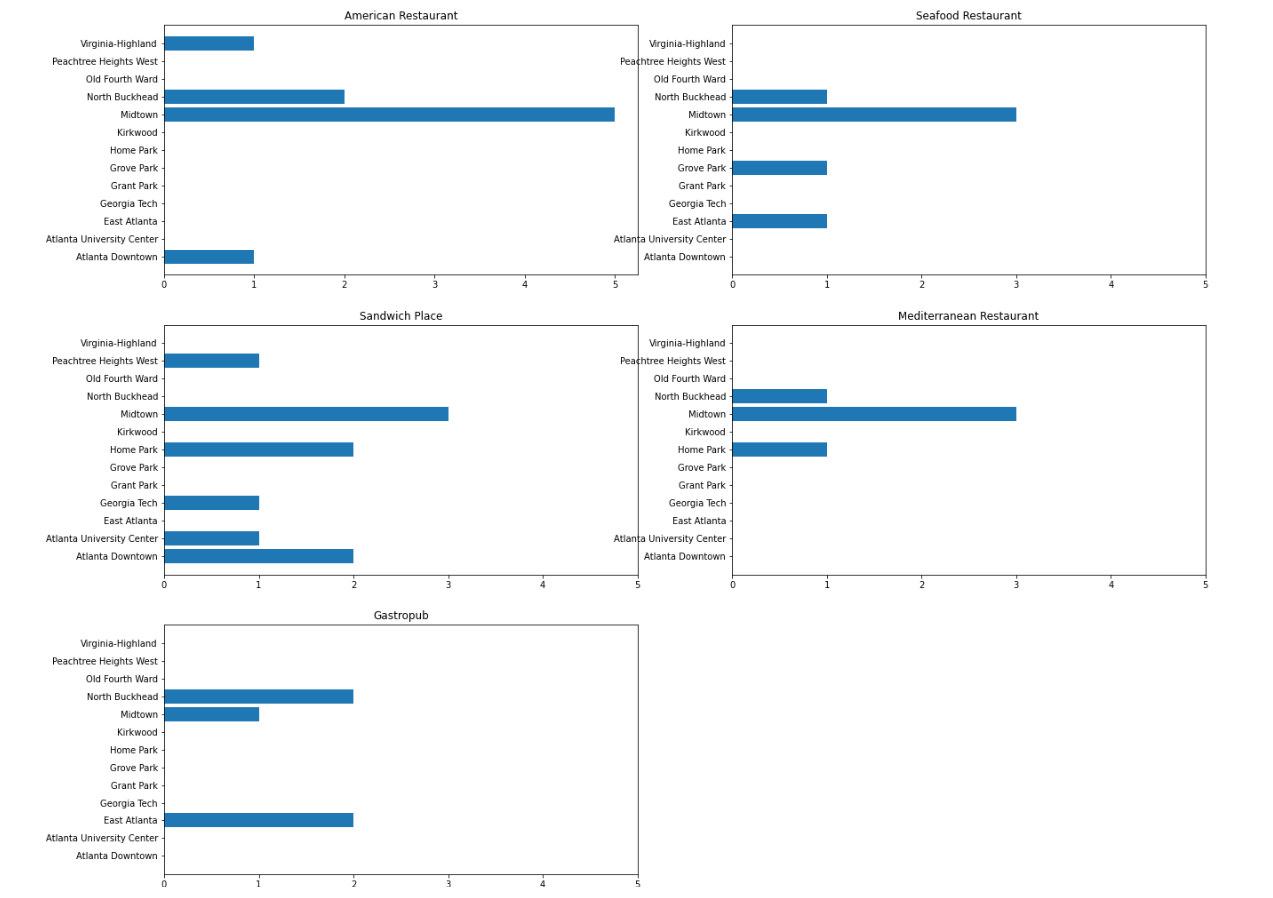 American Restaurant
Virginia-Highland
Peachtree Heights West
Old Fourth Ward
North Buckhead
Midtown
Kirkwood
Home Park
Grove Park
Grant Park
Georgia Tech
East Atlanta
Atlanta University Center
Atlanta Downtown
0 1 2 3 4 5
Seafood Restaurant
Virginia-Highland
Peachtree Heights West
Old Fourth Ward
North Buckhead
Midtown
Kirkwood
Home Park
Grove Park
Grant Park
Georgia Tech
East Atlanta
Atlanta University Center
Atlanta Downtown
0 1 2 3 4 5
Sandwich Place
Virginia-Highland
Peachtree Heights West
Old Fourth Ward
North Buckhead
Midtown
Kirkwood
Home Park
Grove Park
Grant Park
Georgia Tech
East Atlanta
Atlanta University Center
Atlanta Downtown
0 1 2 3 4 5
Mediterranean Restaurant
Virginia-Highland
Peachtree Heights West
Old Fourth Ward
North Buckhead
Midtown
Kirkwood
Home Park
Grove Park
Grant Park
Georgia Tech
East Atlanta
Atlanta University Center
Atlanta Downtown
0 1 2 3 4 5
Gastropub
Virginia-Highland
Peachtree Heights West
Old Fourth Ward
North Buckhead
Midtown
Kirkwood
Home Park
Grove Park
Grant Park
Georgia Tech
East Atlanta
Atlanta University Center
Atlanta Downtown
0 1 2 3 4 5